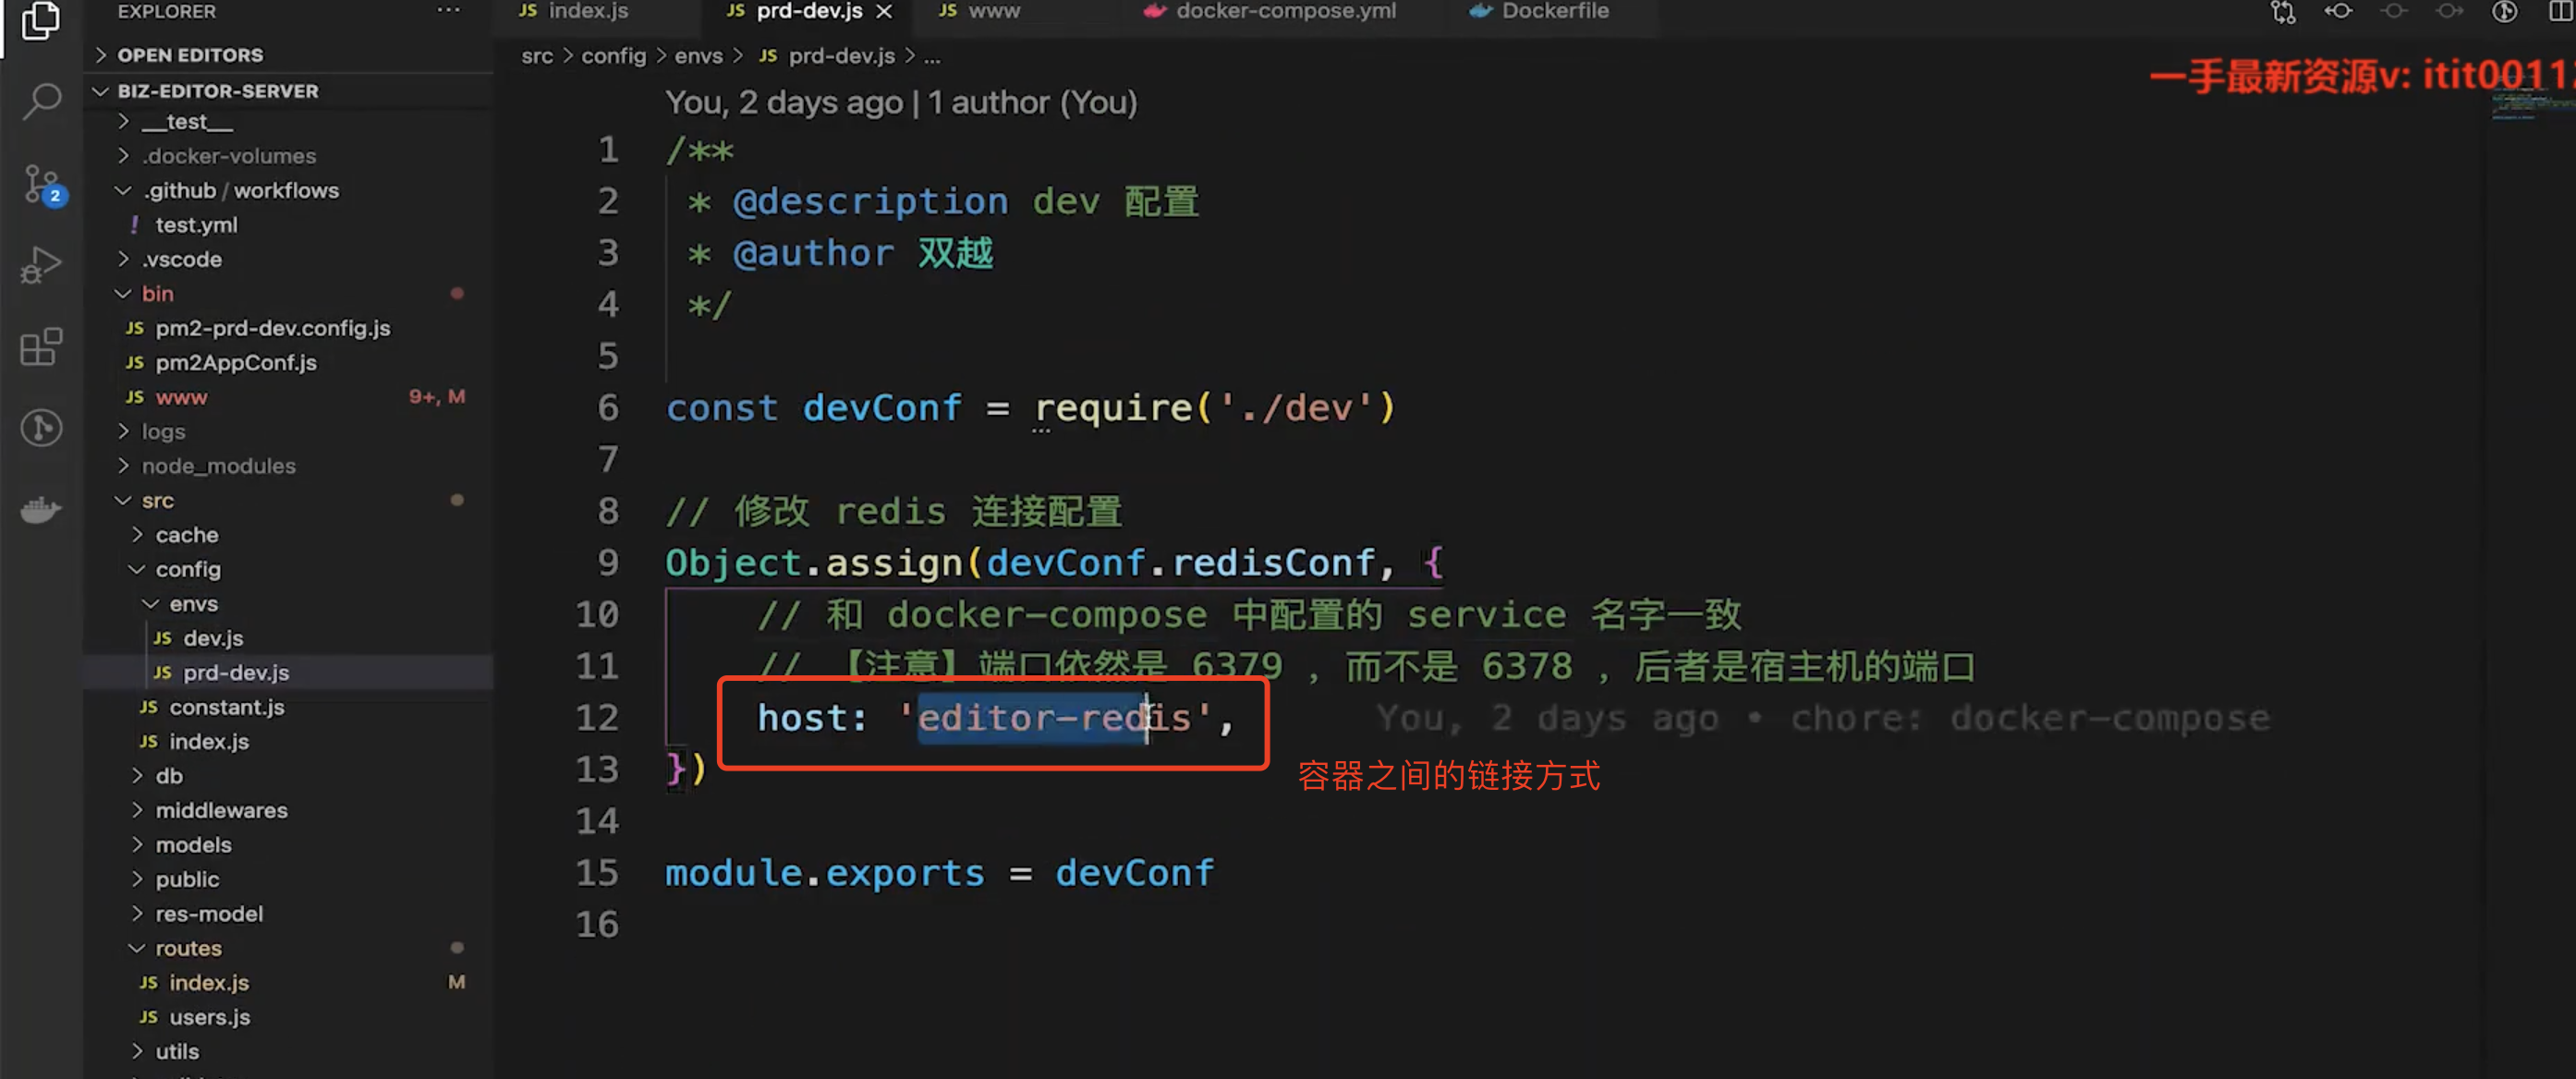 EXPLORER
···
OPEN EDITORS
BIZ-EDITOR-SERVER
__test__
.docker-volumes
.github / workflows
! test.yml
.vscode
bin
JS pm2-prd-dev.config.js
JS pm2AppConf.js
JS www 9+, M
logs
node_modules
src
cache
config
envs
JS dev.js
JS prd-dev.js
JS constant.js
JS index.js
db
middlewares
models
public
res-model
routes
JS index.js M
JS users.js
utils
2
JS index.js
JS prd-dev.js ×
JS www
docker-compose.yml
Dockerfile
src > config > envs > JS prd-dev.js > ...
一手最新资源v: itit0011
You, 2 days ago | 1 author (You)
1 /**
2 * @description dev 配置
3 * @author 双越
4 */
5
6 const devConf = require('./dev')
7
8 // 修改 redis 连接配置
9 Object.assign(devConf.redisConf, {
10 // 和 docker-compose 中配置的 service 名字一致
11 // 【注意】端口依然是 6379 ，而不是 6378 ，后者是宿主机的端口
12 host: 'editor-redis', You, 2 days ago • chore: docker-compose
13 })
容器之间的链接方式
14
15 module.exports = devConf
16